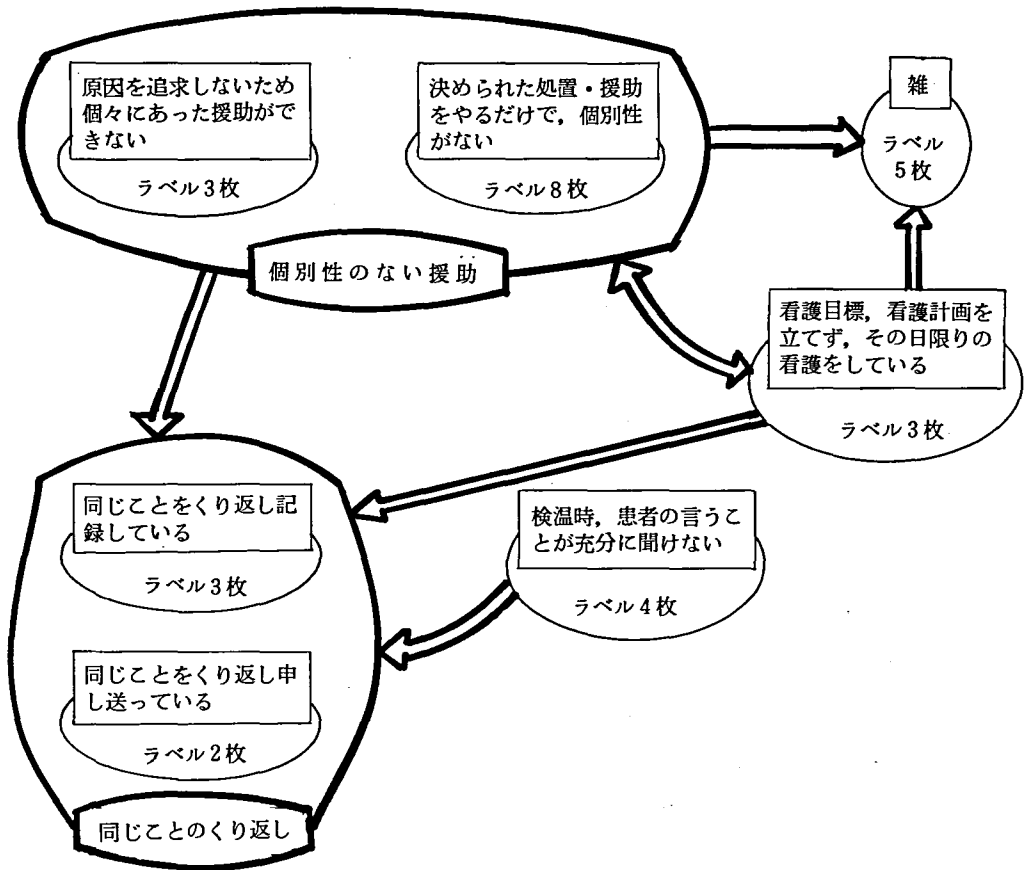 原因を追求しないため
個々にあった援助がで
きない
ラベル3枚
決められた処置・援助
をやるだけで，個別性
がない
ラベル8枚
個別性のない援助
雑
ラベル
5枚
看護目標，看護計画を
立てず，その日限りの
看護をしている
ラベル3枚
同じことをくり返し記
録している
ラベル3枚
同じことをくり返し申
し送っている
ラベル2枚
同じことのくり返し
検温時，患者の言うこ
とが充分に聞けない
ラベル4枚